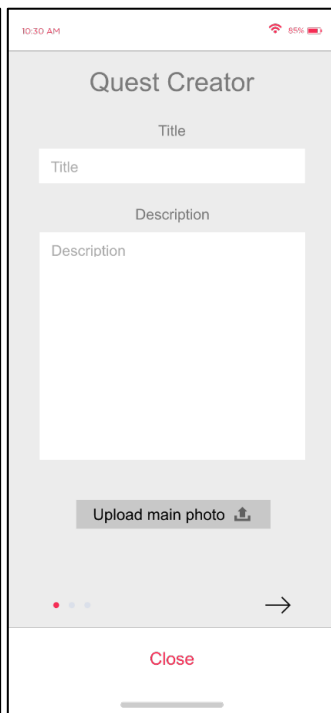 10:30 AM 85%
Quest Creator
Title
Title
Description
Description
Upload main photo
Close